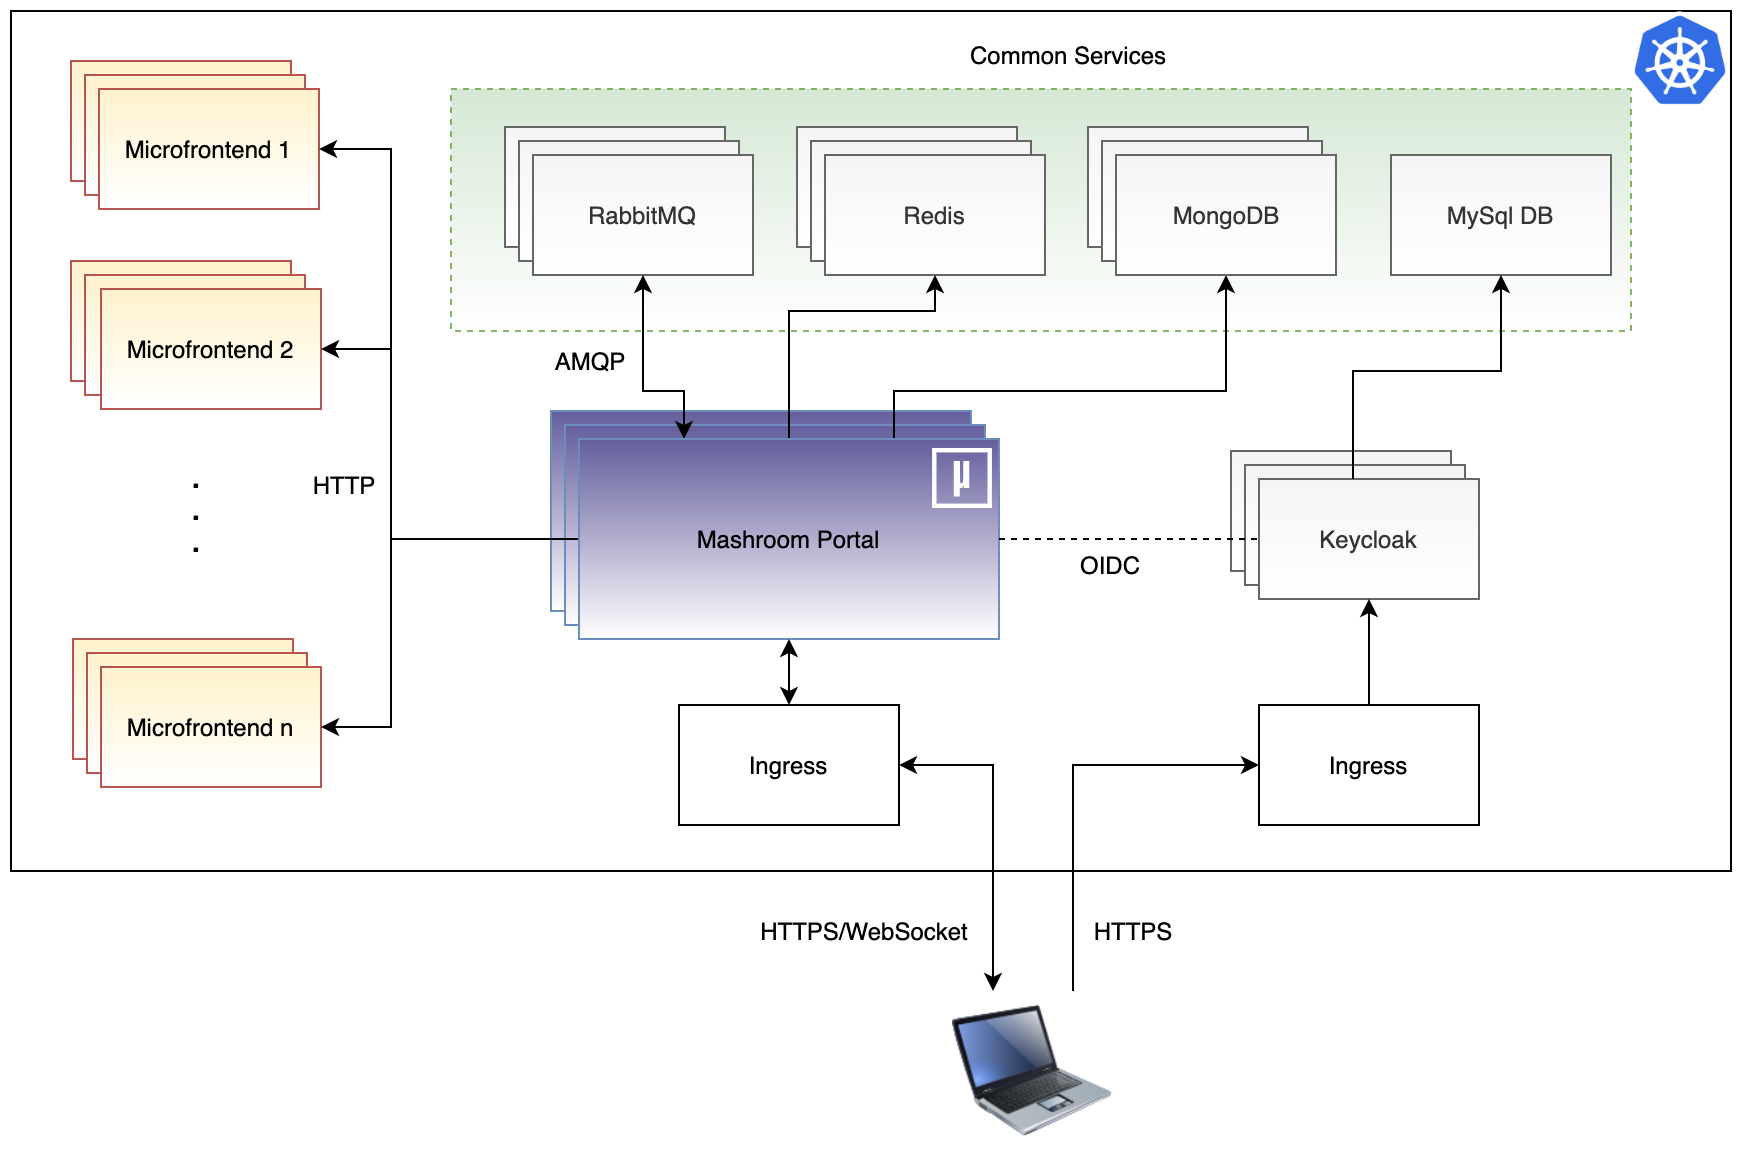 Common Services
Microfrontend 1
RabbitMQ
Redis
MongoDB
MySql DB
Microfrontend 2
AMQP
HTTP
µ
Mashroom Portal
OIDC
Keycloak
Microfrontend n
Ingress
Ingress
HTTPS/WebSocket
HTTPS